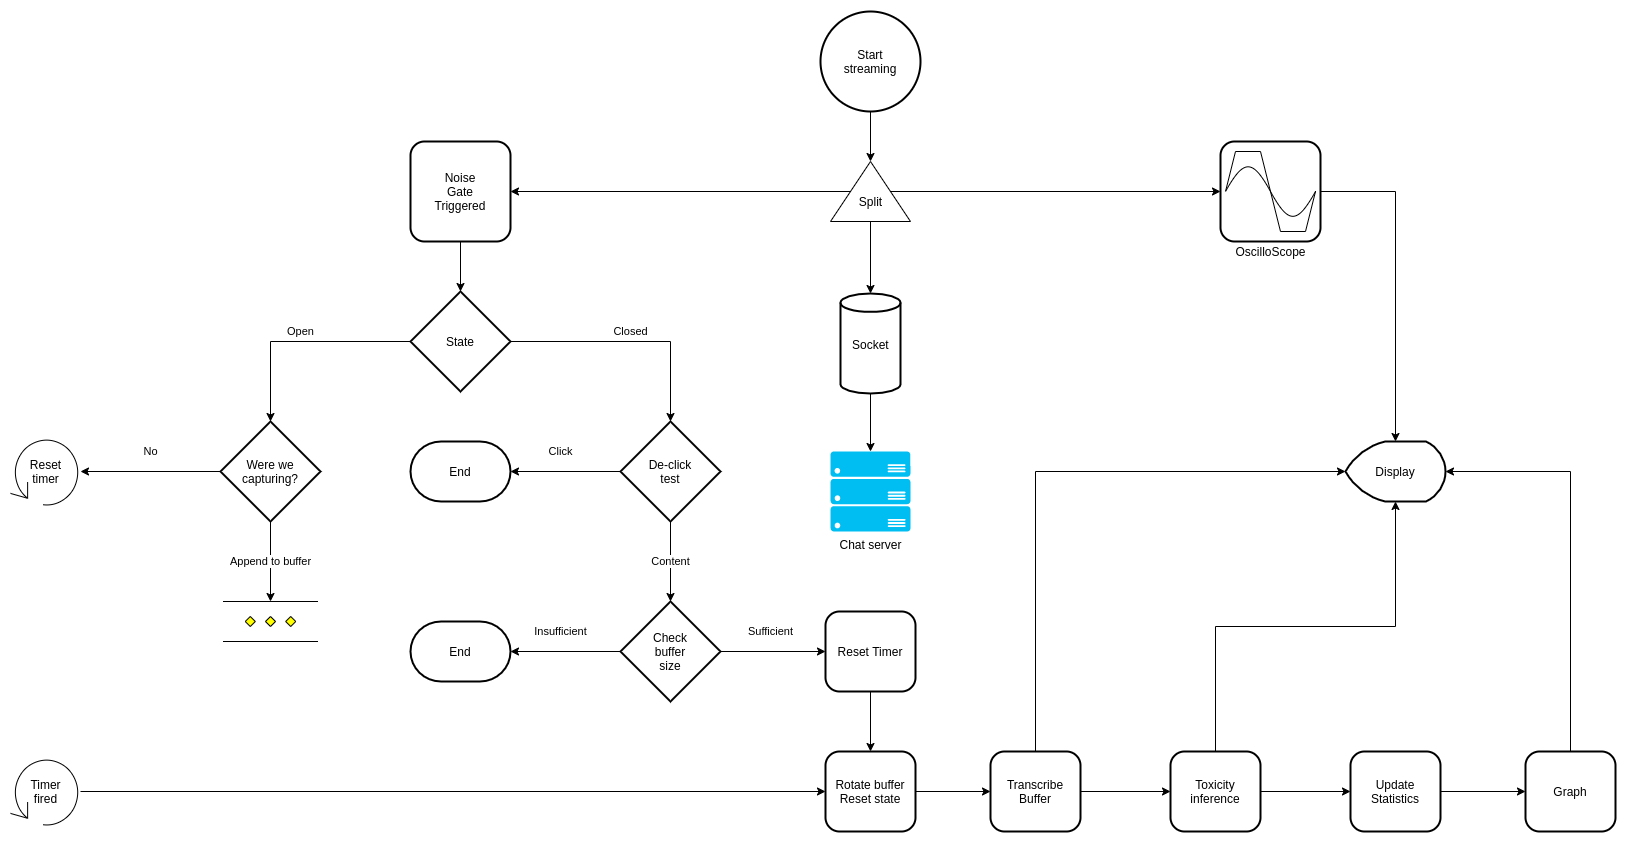 Start
streaming
Noise
Gate
Triggered
Split
OscilloScope
Open
State
Closed
Socket
No
Reset
timer
Were we
capturing?
End
Click
De-click
test
Display
Chat server
Append to buffer
Content
End
Insufficient
Check
buffer
size
Sufficient
Reset Timer
Timer
fired
Rotate buffer
Reset state
Transcribe
Buffer
Toxicity
inference
Update
Statistics
Graph